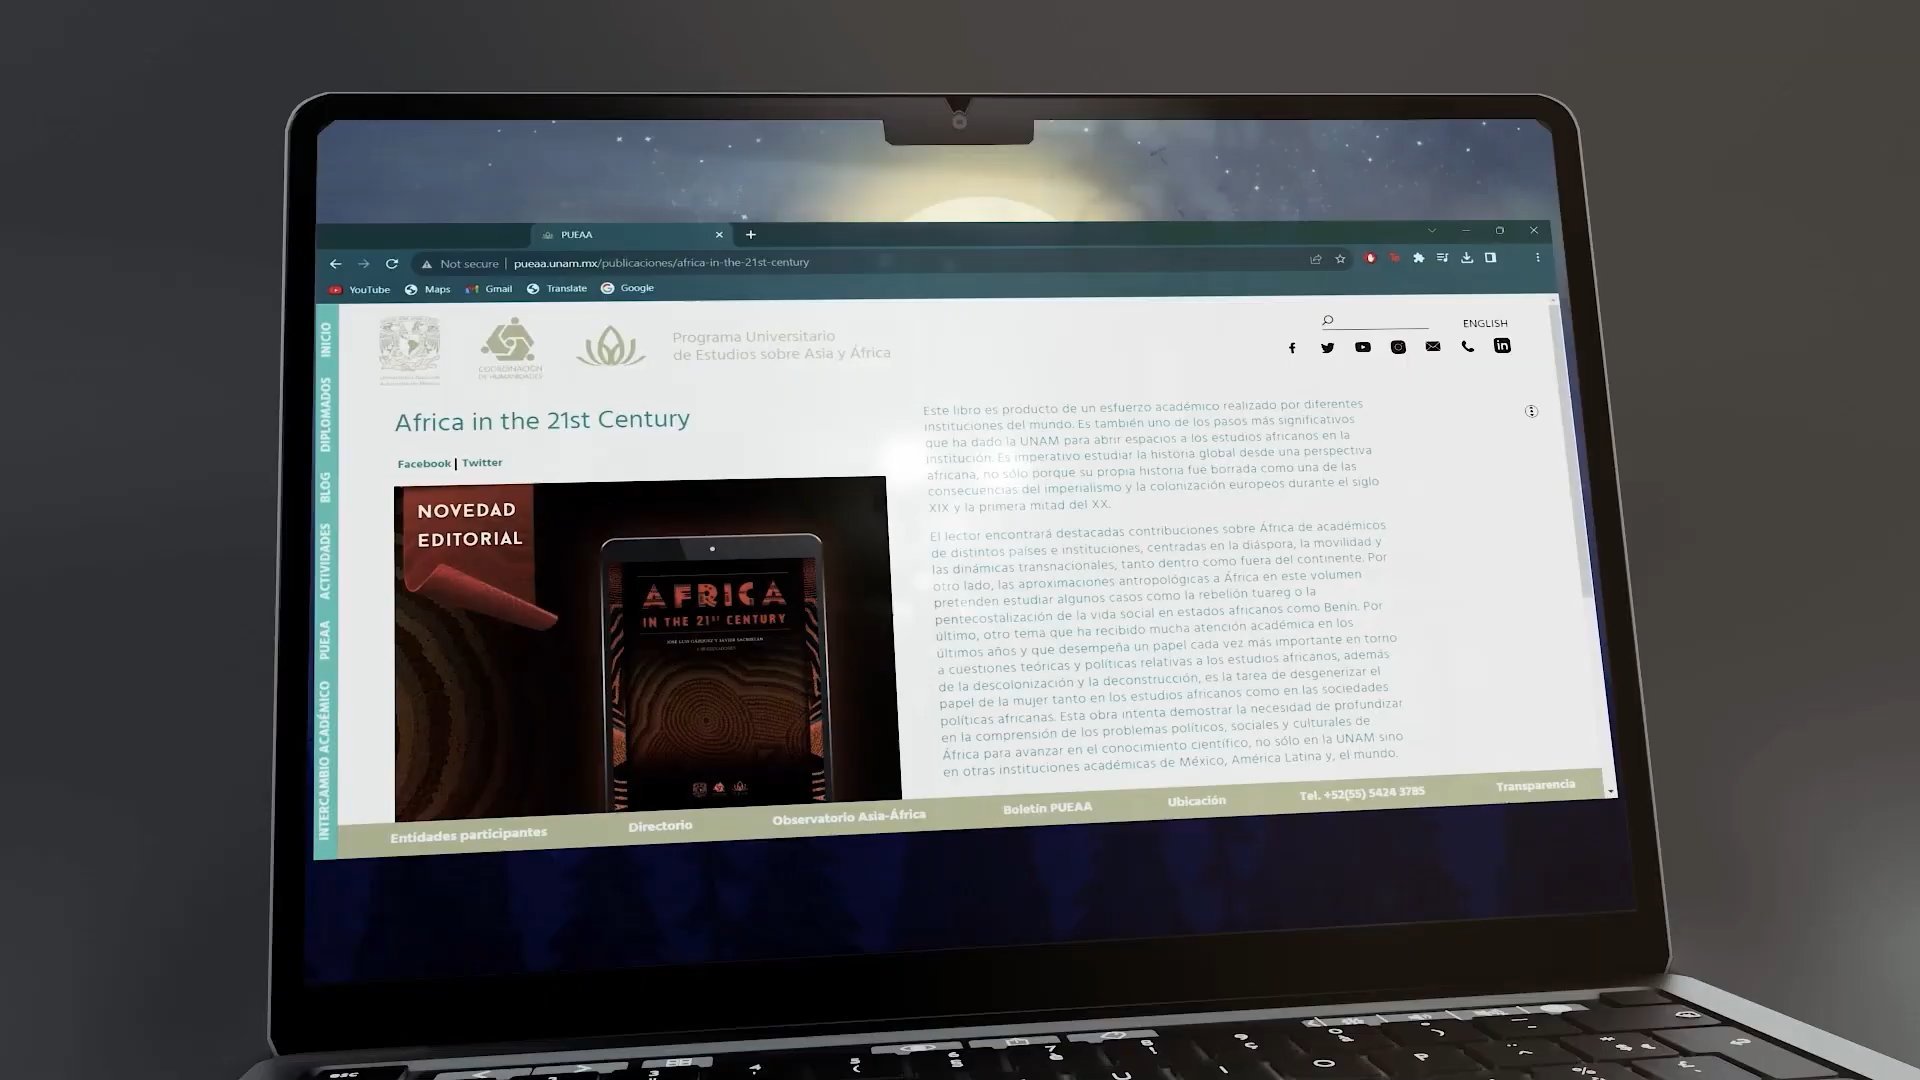 PUEAA
Not secure | pueaa.unam.mx/publicaciones/africa-in-the-21st-century
YouTube Maps Gmail Translate Google
INICIO
DIPLOMADOS
BLOG
ACTIVIDADES
PUEAA
INTERCAMBIO ACADÉMICO
COORDINACIÓN
DE HUMANIDADES
Programa Universitario
de Estudios sobre Asia y África
ENGLISH
Africa in the 21st Century
Facebook | Twitter
NOVEDAD
EDITORIAL
AFRICA
IN THE 21ST CENTURY
Este libro es producto de un esfuerzo académico realizado por diferentes
instituciones del mundo. Es también uno de los pasos más significativos
que ha dado la UNAM para abrir espacios a los estudios africanos en la
institución. Es imperativo estudiar la historia global desde una perspectiva
africana, no sólo porque su propia historia fue borrada como una de las
consecuencias del imperialismo y la colonización europeos durante el siglo
XIX y la primera mitad del XX.
El lector encontrará destacadas contribuciones sobre África de académicos
de distintos países e instituciones, centradas en la diáspora, la movilidad y
las dinámicas transnacionales, tanto dentro como fuera del continente. Por
otro lado, las aproximaciones antropológicas a África en este volumen
pretenden estudiar algunos casos como la rebelión tuareg o la
pentecostalización de la vida social en estados africanos como Benín. Por
último, otro tema que ha recibido mucha atención académica en los
últimos años y que desempeña un papel cada vez más importante en torno
a cuestiones teóricas y políticas relativas a los estudios africanos, además
de la descolonización y la deconstrucción, es la tarea de desgenerizar el
papel de la mujer tanto en los estudios africanos como en las sociedades
políticas africanas. Esta obra intenta demostrar la necesidad de profundizar
en la comprensión de los problemas políticos, sociales y culturales de
África para avanzar en el conocimiento científico, no sólo en la UNAM sino
en otras instituciones académicas de México, América Latina y, el mundo.
Entidades participantes Directorio Observatorio Asia-África Boletín PUEAA Ubicación Tel. +52(55) 5424 3785 Transparencia
esc